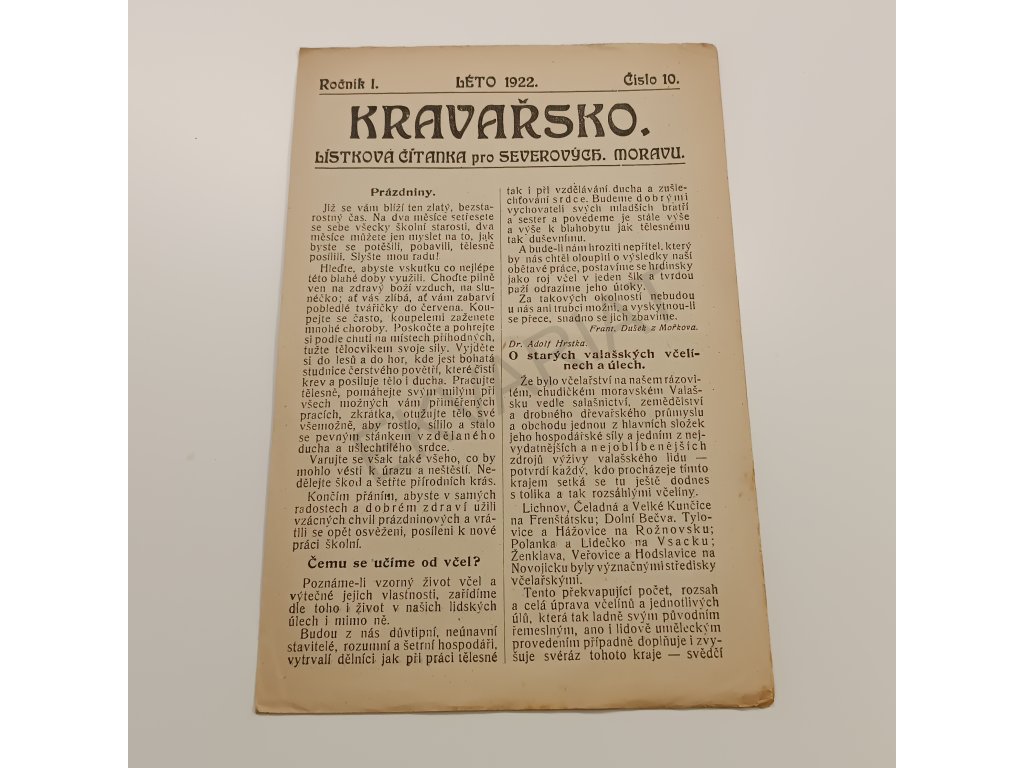 Ročník I. LÉTO 1922. Číslo 10.
KRAVAŘSKO.
LÍSTKOVÁ ČÍTANKA pro SEVEROVÝCH. MORAVU.
Prázdniny.
Již se vám blíží ten zlatý, bezsta-
rostný čas. Na dva měsíce setřesete
se sebe všecky školní starosti, dva
měsíce můžete jen myslet na to, jak
byste se potěšili, pobavili, tělesně
posílili. Slyšte mou radu!
Hleďte, abyste vskutku co nejlépe
této blahé doby využili. Choďte pilně
ven na zdravý boží vzduch, na slu-
néčko; ať vás zlíbá, ať vám zabarví
pobledlé tvářičky do červena. Kou-
pejte se často, koupelemi zaženete
mnohé choroby. Poskočte a pohrejte
si podle chuti na místech příhodných,
tužte tělocvikem svoje síly. Vyjděte
si do lesů a do hor, kde jest bohatá
studnice čerstvého povětří, které čistí
krev a posiluje tělo i ducha. Pracujte
tělesně, pomáhejte svým milým při
všech možných vám přiměřených
pracích, zkrátka, otužujte tělo své
všemožně, aby rostlo, sílilo a stalo
se pevným stánkem vzdělaného
ducha a ušlechtilého srdce.
Varujte se však také všeho, co by
mohlo vésti k úrazu a neštěstí. Ne-
dělejte škod a šetřte přírodních krás.
Končím přáním, abyste v samých
radostech a dobrém zdraví užili
vzácných chvil prázdninových a vrá-
tili se opět osvěženi, posíleni k nové
práci školní.
Čemu se učíme od včel?
Poznáme-li vzorný život včel a
výtečné jejich vlastnosti, zařídíme
dle toho i život v našich lidských
úlech i mimo ně.
Budou z nás důvtipní, neúnavní
stavitelé, rozumní a šetrní hospodáři,
vytrvalí dělníci jak při práci tělesné
tak i při vzdělávání ducha a zušle-
chťování srdce. Budeme dobrými
vychovateli svých mladších bratří
a sester a povedeme je stále výše
a výše k blahobytu jak tělesnému
tak duševnímu.
A bude-li nám hroziti nepřítel, který
by nás chtěl oloupiti o výsledky naší
obětavé práce, postavíme se hrdinsky
jako roj včel v jeden šik a tvrdou
paží odrazíme jeho útoky.
Za takových okolností nebudou
u nás ani trubci možní, a vyskytnou-li
se přece, snadno se jich zbavíme.
Frant. Dušek z Mořkova.
Dr. Adolf Hrstka.
O starých valašských včelí-
nech a úlech.
Že bylo včelařství na našem rázovi-
tém, chudičkém moravském Valaš-
sku vedle salašnictví, zemědělství
a drobného dřevařského průmyslu
a obchodu jednou z hlavních složek
jeho hospodářské síly a jedním z nej-
vydatnějších a nejoblíbenějších
zdrojů výživy valašského lidu —
potvrdí každý, kdo procházeje tímto
krajem setká se tu ještě dodnes
s tolika a tak rozsáhlými včelíny.
Lichnov, Čeladná a Velké Kunčice
na Frenštátsku; Dolní Bečva. Tylo-
vice a Hážovice na Rožnovsku;
Polanka a Lidečko na Vsacku;
Ženklava, Veřovice a Hodslavice na
Novojicku byly význačnými středisky
včelařskými.
Tento překvapující počet, rozsah
a celá úprava včelínů a jednotlivých
úlů, která tak ladně svým původním
řemeslným, ano i lidově uměleckým
provedením případně doplňuje i zvy-
šuje svéráz tohoto kraje — svědčí